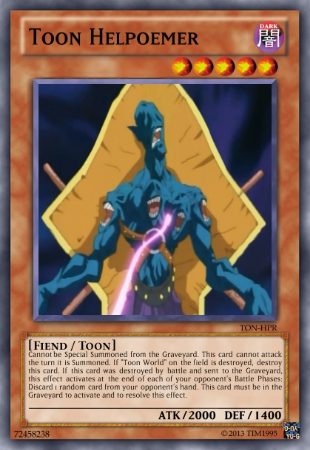 TOON HELPOEMER
DARK
闇
TON-HPR
[FIEND / TOON]
Cannot be Special Summoned from the Graveyard. This card cannot attack
the turn it is Summoned. If "Toon World" on the field is destroyed, destroy
this card. If this card was destroyed by battle and sent to the Graveyard,
this effect activates at the end of each of your opponent's Battle Phases:
Discard 1 random card from your opponent's hand. This card must be in the
Graveyard to activate and to resolve this effect.
ATK/2000 DEF/1400
72458238
©2013 TIM1995